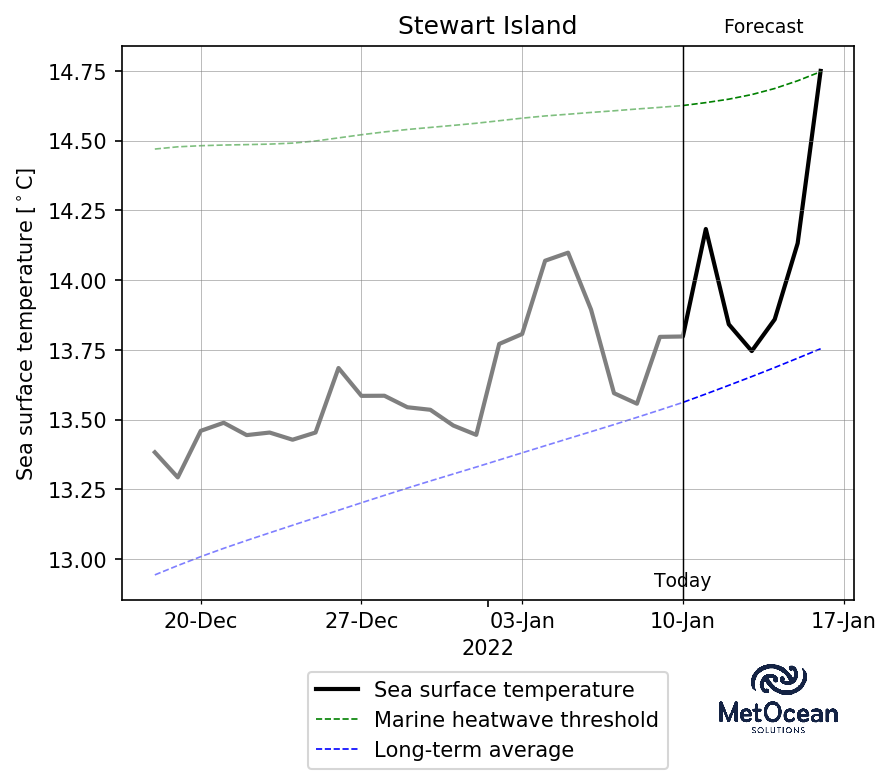 Stewart Island
Forecast
Sea surface temperature [°C]
14.75
14.50
14.25
14.00
13.75
13.50
13.25
13.00
Today
20-Dec
27-Dec
03-Jan
10-Jan
17-Jan
2022
Sea surface temperature
Marine heatwave threshold
Long-term average
MetOcean
SOLUTIONS